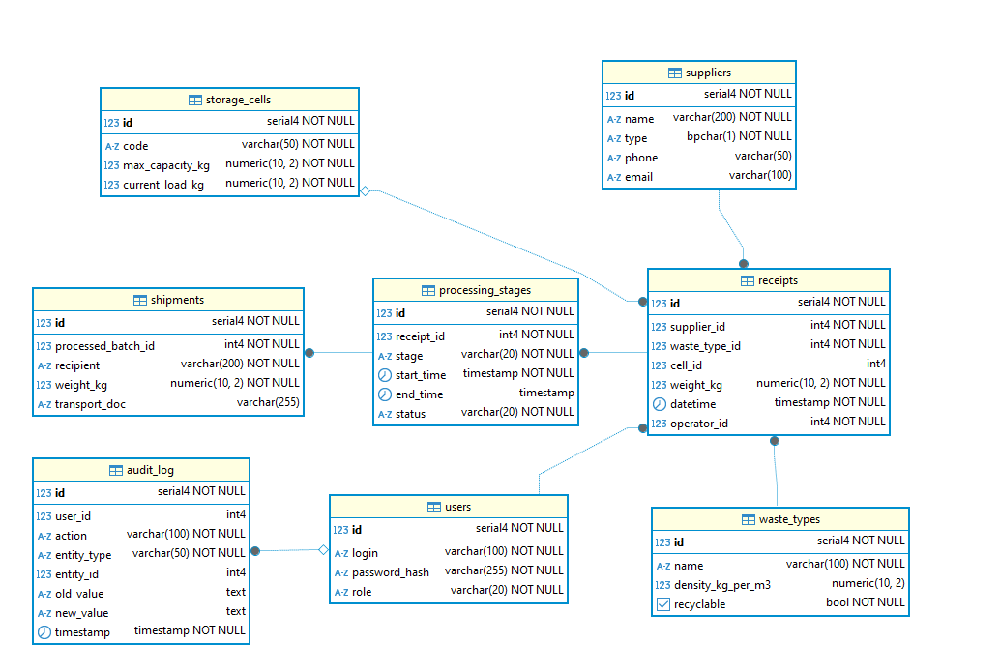 suppliers
123 id serial4 NOT NULL
A-Z name varchar(200) NOT NULL
A-Z type bpchar(1) NOT NULL
A-Z phone varchar(50)
A-Z email varchar(100)
storage_cells
123 id serial4 NOT NULL
A-Z code varchar(50) NOT NULL
123 max_capacity_kg numeric(10, 2) NOT NULL
123 current_load_kg numeric(10, 2) NOT NULL
shipments
123 id serial4 NOT NULL
123 processed_batch_id int4 NOT NULL
A-Z recipient varchar(200) NOT NULL
123 weight_kg numeric(10, 2) NOT NULL
A-Z transport_doc varchar(255)
processing_stages
123 id serial4 NOT NULL
123 receipt_id int4 NOT NULL
A-Z stage varchar(20) NOT NULL
start_time timestamp NOT NULL
end_time timestamp
A-Z status varchar(20) NOT NULL
receipts
123 id serial4 NOT NULL
123 supplier_id int4 NOT NULL
123 waste_type_id int4 NOT NULL
123 cell_id int4
123 weight_kg numeric(10, 2) NOT NULL
datetime timestamp NOT NULL
123 operator_id int4 NOT NULL
audit_log
123 id serial4 NOT NULL
123 user_id int4
A-Z action varchar(100) NOT NULL
A-Z entity_type varchar(50) NOT NULL
123 entity_id int4
A-Z old_value text
A-Z new_value text
timestamp timestamp NOT NULL
users
123 id serial4 NOT NULL
A-Z login varchar(100) NOT NULL
A-Z password_hash varchar(255) NOT NULL
A-Z role varchar(20) NOT NULL
waste_types
123 id serial4 NOT NULL
A-Z name varchar(100) NOT NULL
123 density_kg_per_m3 numeric(10, 2)
recyclable bool NOT NULL